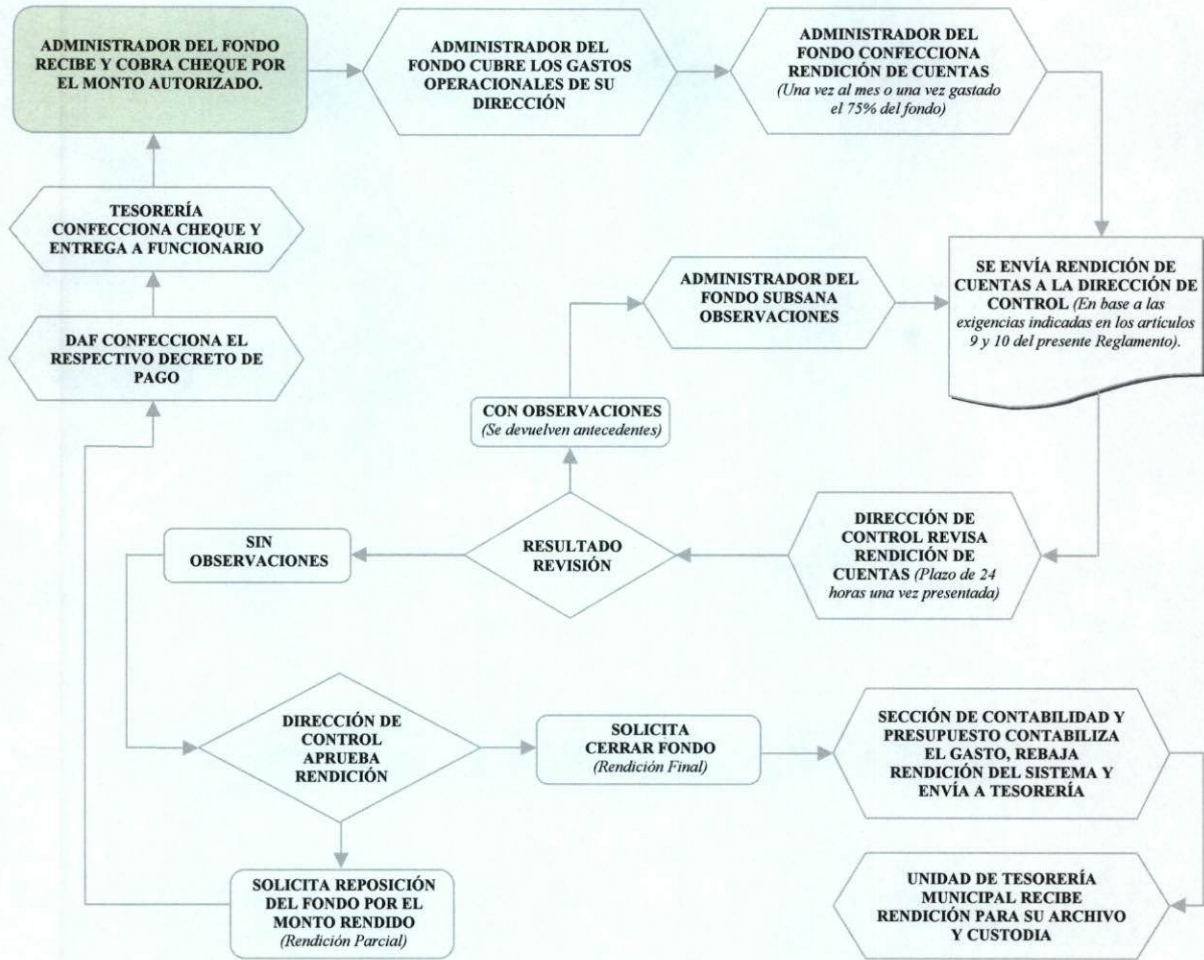 ADMINISTRADOR DEL FONDO
RECIBE Y COBRA CHEQUE POR
EL MONTO AUTORIZADO.
ADMINISTRADOR DEL
FONDO CUBRE LOS GASTOS
OPERACIONALES DE SU
DIRECCIÓN
ADMINISTRADOR DEL
FONDO CONFECCIONA
RENDICIÓN DE CUENTAS
(Una vez al mes o una vez gastado
el 75% del fondo)
TESORERÍA
CONFECCIONA CHEQUE Y
ENTREGA A FUNCIONARIO
SE ENVÍA RENDICIÓN DE
CUENTAS A LA DIRECCIÓN DE
CONTROL (En base a las
exigencias indicadas en los artículos
9 y 10 del presente Reglamento).
ADMINISTRADOR DEL
FONDO SUBSANA
OBSERVACIONES
DAF CONFECCIONA EL
RESPECTIVO DECRETO DE
PAGO
CON OBSERVACIONES
(Se devuelven antecedentes)
DIRECCIÓN DE
CONTROL REVISA
RENDICIÓN DE
CUENTAS (Plazo de 24
horas una vez presentada)
RESULTADO
REVISIÓN
SIN
OBSERVACIONES
DIRECCIÓN DE
CONTROL
APRUEBA
RENDICIÓN
SOLICITA
CERRAR FONDO
(Rendición Final)
SECCIÓN DE CONTABILIDAD Y
PRESUPUESTO CONTABILIZA
EL GASTO, REBAJA
RENDICIÓN DEL SISTEMA Y
ENVÍA A TESORERÍA
SOLICITA REPOSICIÓN
DEL FONDO POR EL
MONTO RENDIDO
(Rendición Parcial)
UNIDAD DE TESORERÍA
MUNICIPAL RECIBE
RENDICIÓN PARA SU ARCHIVO
Y CUSTODIA